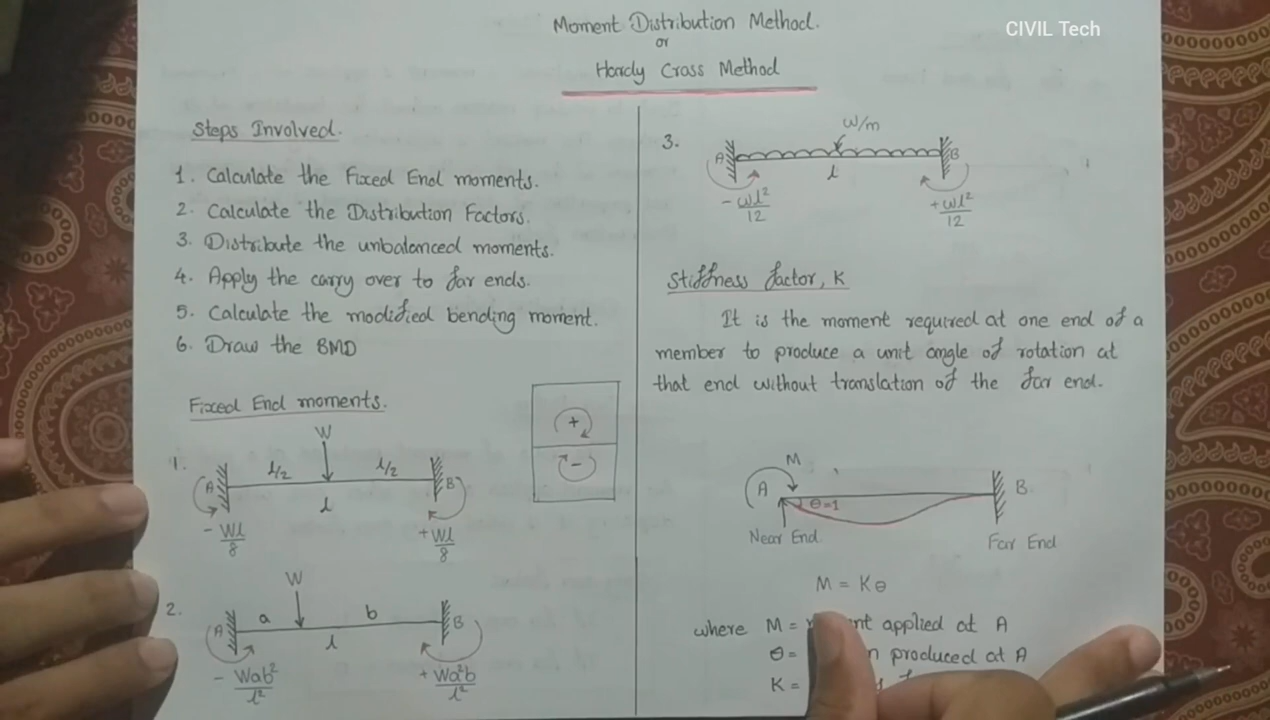 Moment Distribution Method.
or
Hardy Cross Method
CIVIL Tech
Steps Involved.
1. Calculate the Fixed End moments.
2. Calculate the Distribution Factors.
3. Distribute the unbalanced moments.
4. Apply the carry over to far ends.
5. Calculate the modified bending moment.
6. Draw the BMD
Fixed End moments.
+
-
1.
W
A l/2 l/2 B
l
- Wl/8 + Wl/8
2.
W
A a b B
l
- Wab²/l² + Wa²b/l²
3.
w/m
A B
l
- wl²/12 + wl²/12
Stiffness factor, K
It is the moment required at one end of a
member to produce a unit angle of rotation at
that end without translation of the far end.
M
A θ=1 B
Near End Far End
M = Kθ
where M = applied at A
θ = produced at A
K =